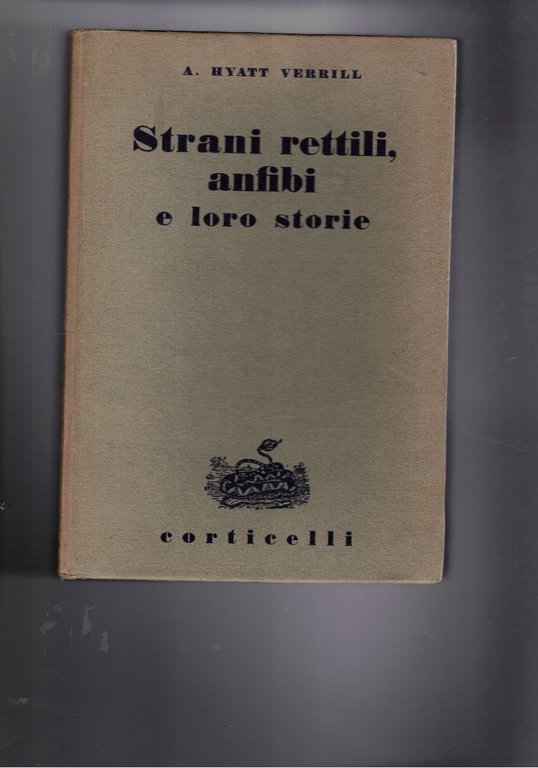 A. HYATT VERRILL
Strani rettili,
anfibi
e loro storie
corticelli